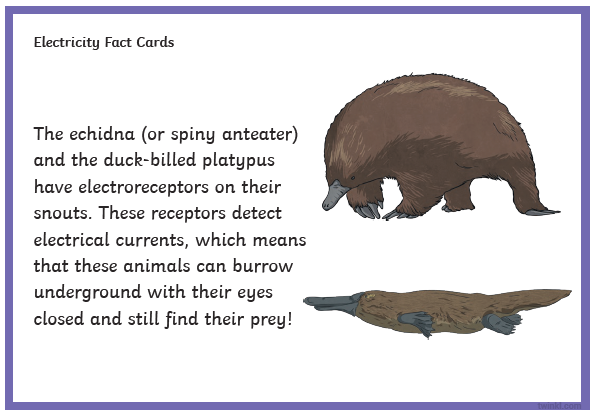 Electricity Fact Cards
The echidna (or spiny anteater)
and the duck-billed platypus
have electroreceptors on their
snouts. These receptors detect
electrical currents, which means
that these animals can burrow
underground with their eyes
closed and still find their prey!
twinkl.com